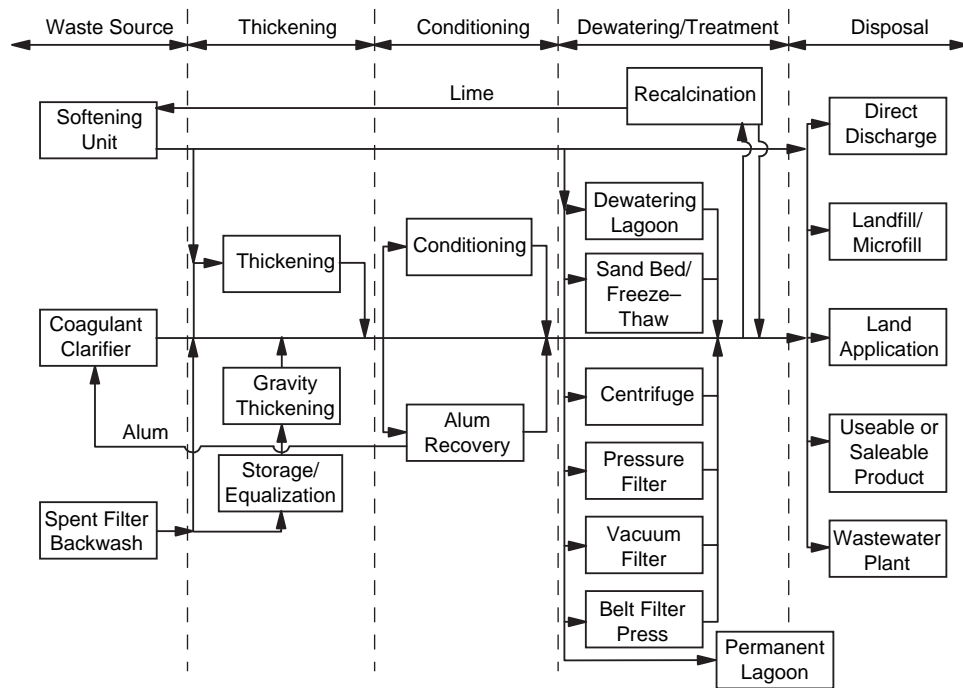 Waste Source
Thickening
Conditioning
Dewatering/Treatment
Disposal
Lime
Recalcination
Softening
Unit
Direct
Discharge
Dewatering
Lagoon
Landfill/
Microfill
Thickening
Conditioning
Sand Bed/
Freeze–
Thaw
Coagulant
Clarifier
Land
Application
Gravity
Thickening
Centrifuge
Alum
Alum
Recovery
Useable or
Saleable
Product
Storage/
Equalization
Pressure
Filter
Spent Filter
Backwash
Vacuum
Filter
Wastewater
Plant
Belt Filter
Press
Permanent
Lagoon